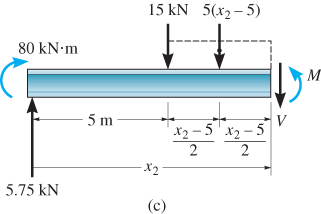 15 kN 5(x₂ – 5)
80 kN·m
M
5 m
V
x₂ – 5 x₂ – 5
2 2
x₂
5.75 kN
(c)